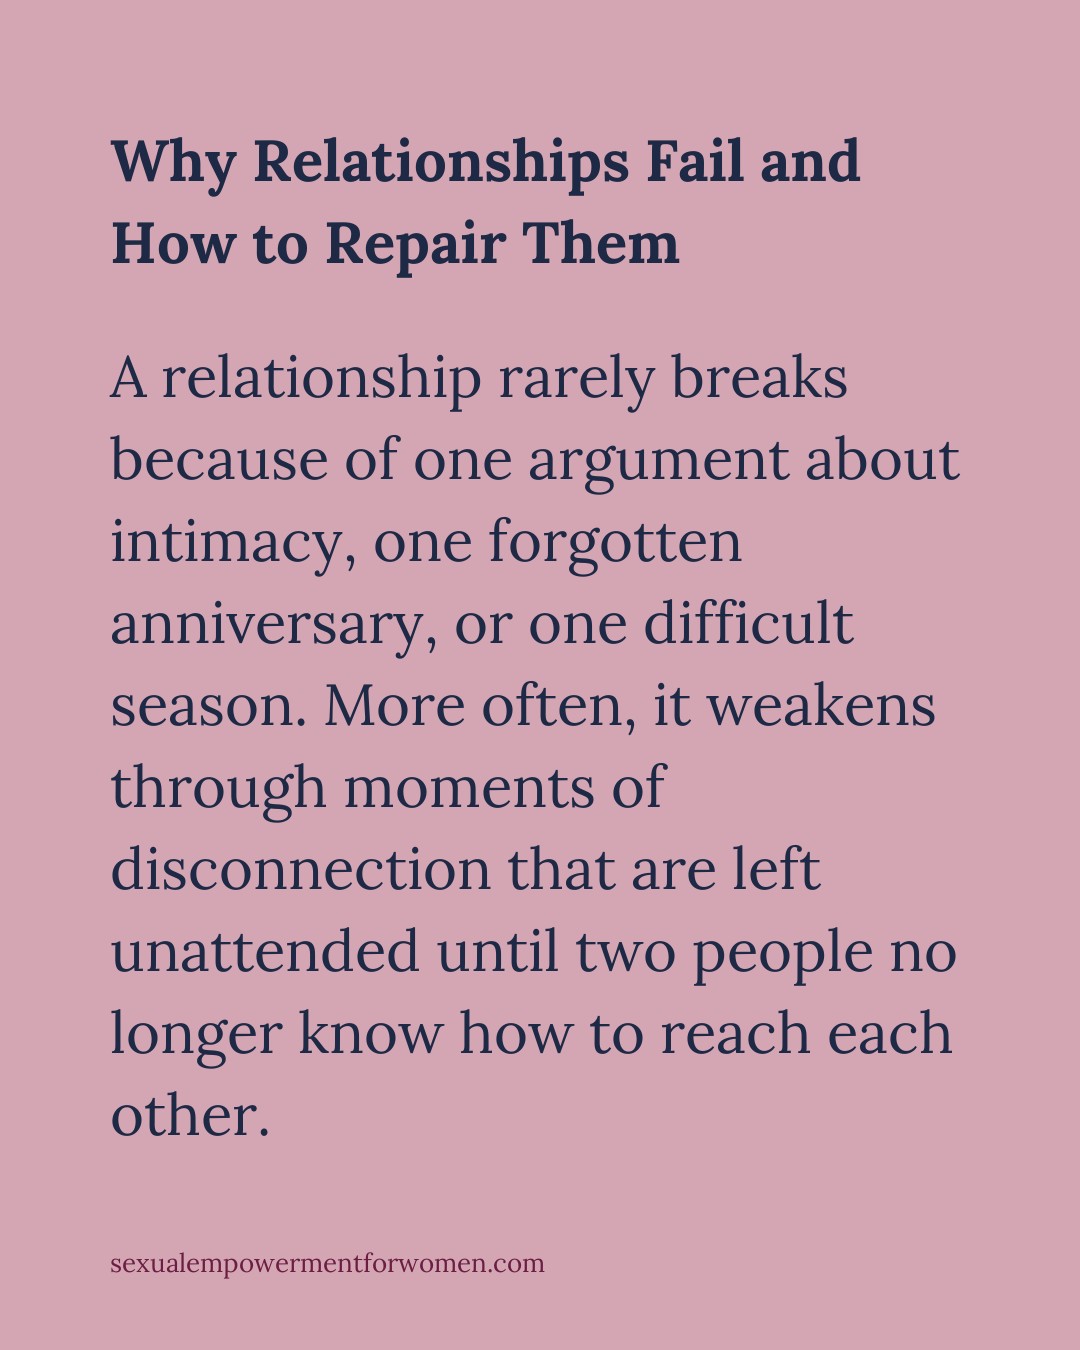 Why Relationships Fail and
How to Repair Them
A relationship rarely breaks
because of one argument about
intimacy, one forgotten
anniversary, or one difficult
season. More often, it weakens
through moments of
disconnection that are left
unattended until two people no
longer know how to reach each
other.
sexualempowermentforwomen.com